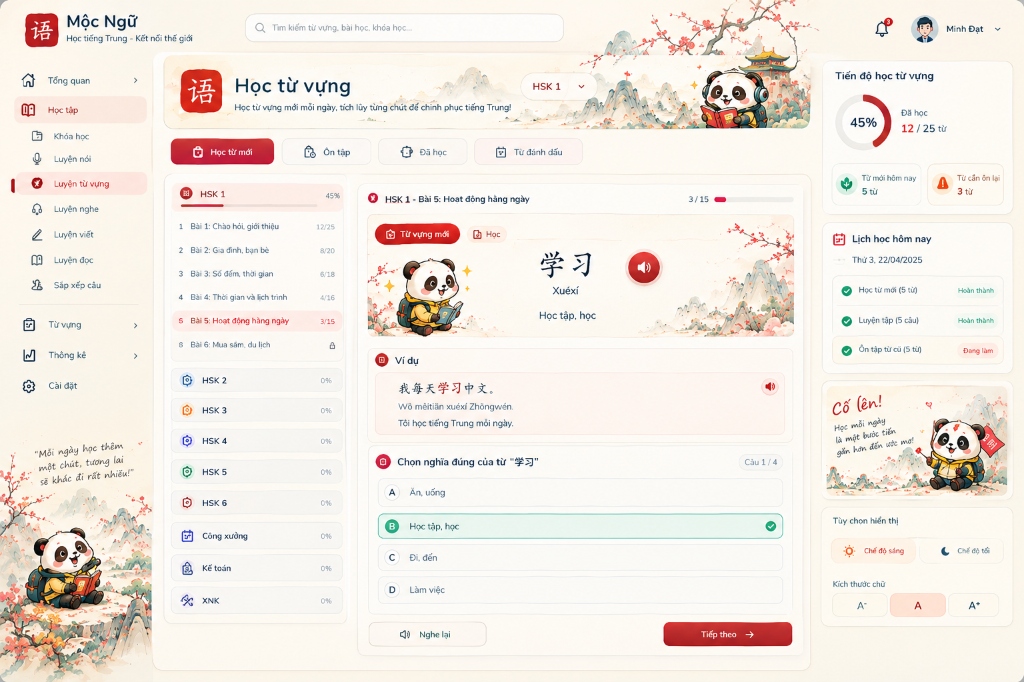 语
Mộc Ngữ
Học tiếng Trung - Kết nối thế giới
Tìm kiếm từ vựng, bài học, khóa học...
3
Minh Đạt
Tổng quan
Học tập
Khóa học
Luyện nói
Luyện từ vựng
Luyện nghe
Luyện viết
Luyện đọc
Sắp xếp câu
Từ vựng
Thống kê
Cài đặt
"Mỗi ngày học thêm
một chút, tương lai
sẽ khác đi rất nhiều!"
语
Học từ vựng
Học từ vựng mới mỗi ngày, tích lũy từng chút để chinh phục tiếng Trung!
HSK 1
Học từ mới
Ôn tập
Đã học
Từ đánh dấu
HSK 1
45%
1 Bài 1: Chào hỏi, giới thiệu 12/25
2 Bài 2: Gia đình, bạn bè 8/20
3 Bài 3: Số đếm, thời gian 6/18
4 Bài 4: Thời gian và lịch trình 4/16
5 Bài 5: Hoạt động hàng ngày 3/15
8 Bài 6: Mua sắm, du lịch
HSK 2 0%
HSK 3 0%
HSK 4 0%
HSK 5 0%
HSK 6 0%
Công xưởng 0%
Kế toán 0%
XNK 0%
HSK 1 - Bài 5: Hoạt động hàng ngày
3 / 15
Từ vựng mới
Học
学习
Xuéxí
Học tập, học
Ví dụ
我每天学习中文。
Wǒ měitiān xuéxí Zhōngwén.
Tôi học tiếng Trung mỗi ngày.
Chọn nghĩa đúng của từ "学习"
Câu 1 / 4
A Ăn, uống
B Học tập, học
C Đi, đến
D Làm việc
Nghe lại
Tiếp theo
Tiến độ học từ vựng
45%
Đã học
12 / 25 từ
Từ mới hôm nay
5 từ
Từ cần ôn lại
3 từ
Lịch học hôm nay
Thứ 3, 22/04/2025
Học từ mới (5 từ) Hoàn thành
Luyện tập (5 câu) Hoàn thành
Ôn tập từ cũ (5 từ) Đang làm
Cố lên!
Học mỗi ngày
là một bước tiến
gần hơn đến ước mơ!
Tùy chọn hiển thị
Chế độ sáng
Chế độ tối
Kích thước chữ
A-
A
A+